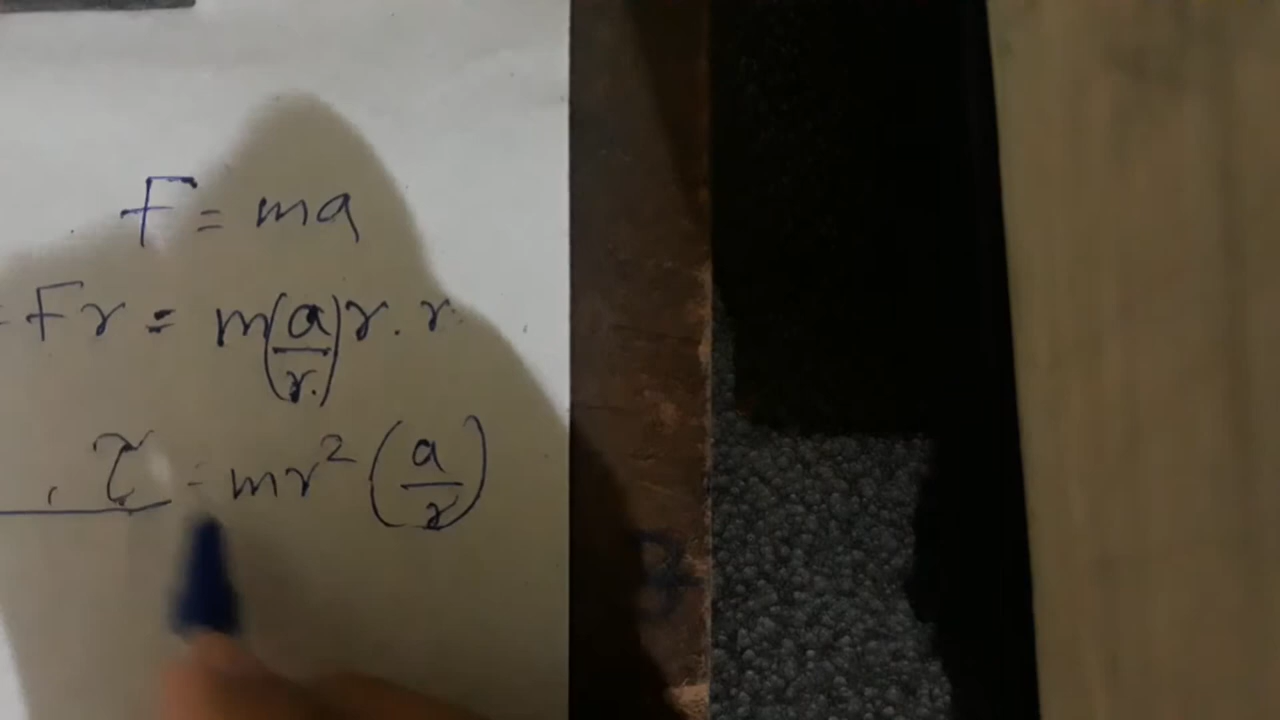 F = ma
= Fr = m(a/r)r. r
τ = mr² (a/r)